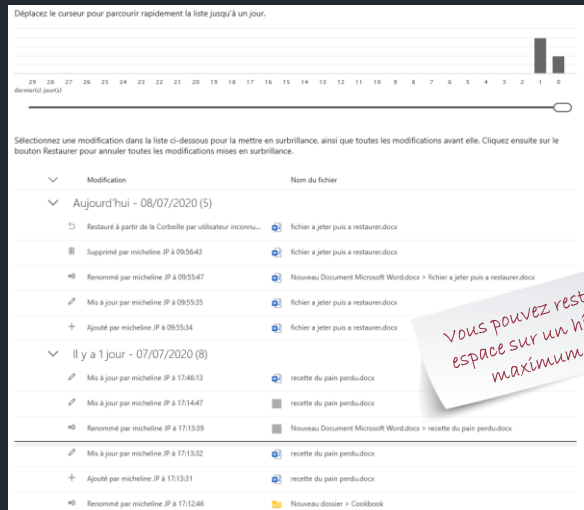 Déplacez le curseur pour parcourir rapidement la liste jusqu'à un jour.
29 28 27 26 25 24 23 22 21 20 19 18 17 16 15 14 13 12 11 10 9 8 7 6 5 4 3 2 1 0
dernier(s) jour(s)
Sélectionnez une modification dans la liste ci-dessous pour la mettre en surbrillance, ainsi que toutes les modifications avant elle. Cliquez ensuite sur le
bouton Restaurer pour annuler toutes les modifications mises en surbrillance.
Modification Nom du fichier
Aujourd'hui - 08/07/2020 (5)
Restauré à partir de la Corbeille par utilisateur inconnu... fichier a jeter puis a restaurer.docx
Supprimé par micheline JP à 09:56:43 fichier a jeter puis a restaurer.docx
Renommé par micheline JP à 09:55:47 Nouveau Document Microsoft Word.docx > fichier a jeter puis a restaurer.docx
Mis à jour par micheline JP à 09:55:35 fichier a jeter puis a restaurer.docx
Ajouté par micheline JP à 09:55:34 fichier a jeter puis a restaurer.docx
Vous pouvez rest
espace sur un hi
maximum
Il y a 1 jour - 07/07/2020 (8)
Mis à jour par micheline JP à 17:46:13 recette du pain perdu.docx
Mis à jour par micheline JP à 17:14:47 recette du pain perdu.docx
Renommé par micheline JP à 17:13:39 Nouveau Document Microsoft Word.docx > recette du pain perdu.docx
Mis à jour par micheline JP à 17:13:32 recette du pain perdu.docx
Ajouté par micheline JP à 17:13:31 recette du pain perdu.docx
Renommé par micheline JP à 17:12:46 Nouveau dossier > Cookbook